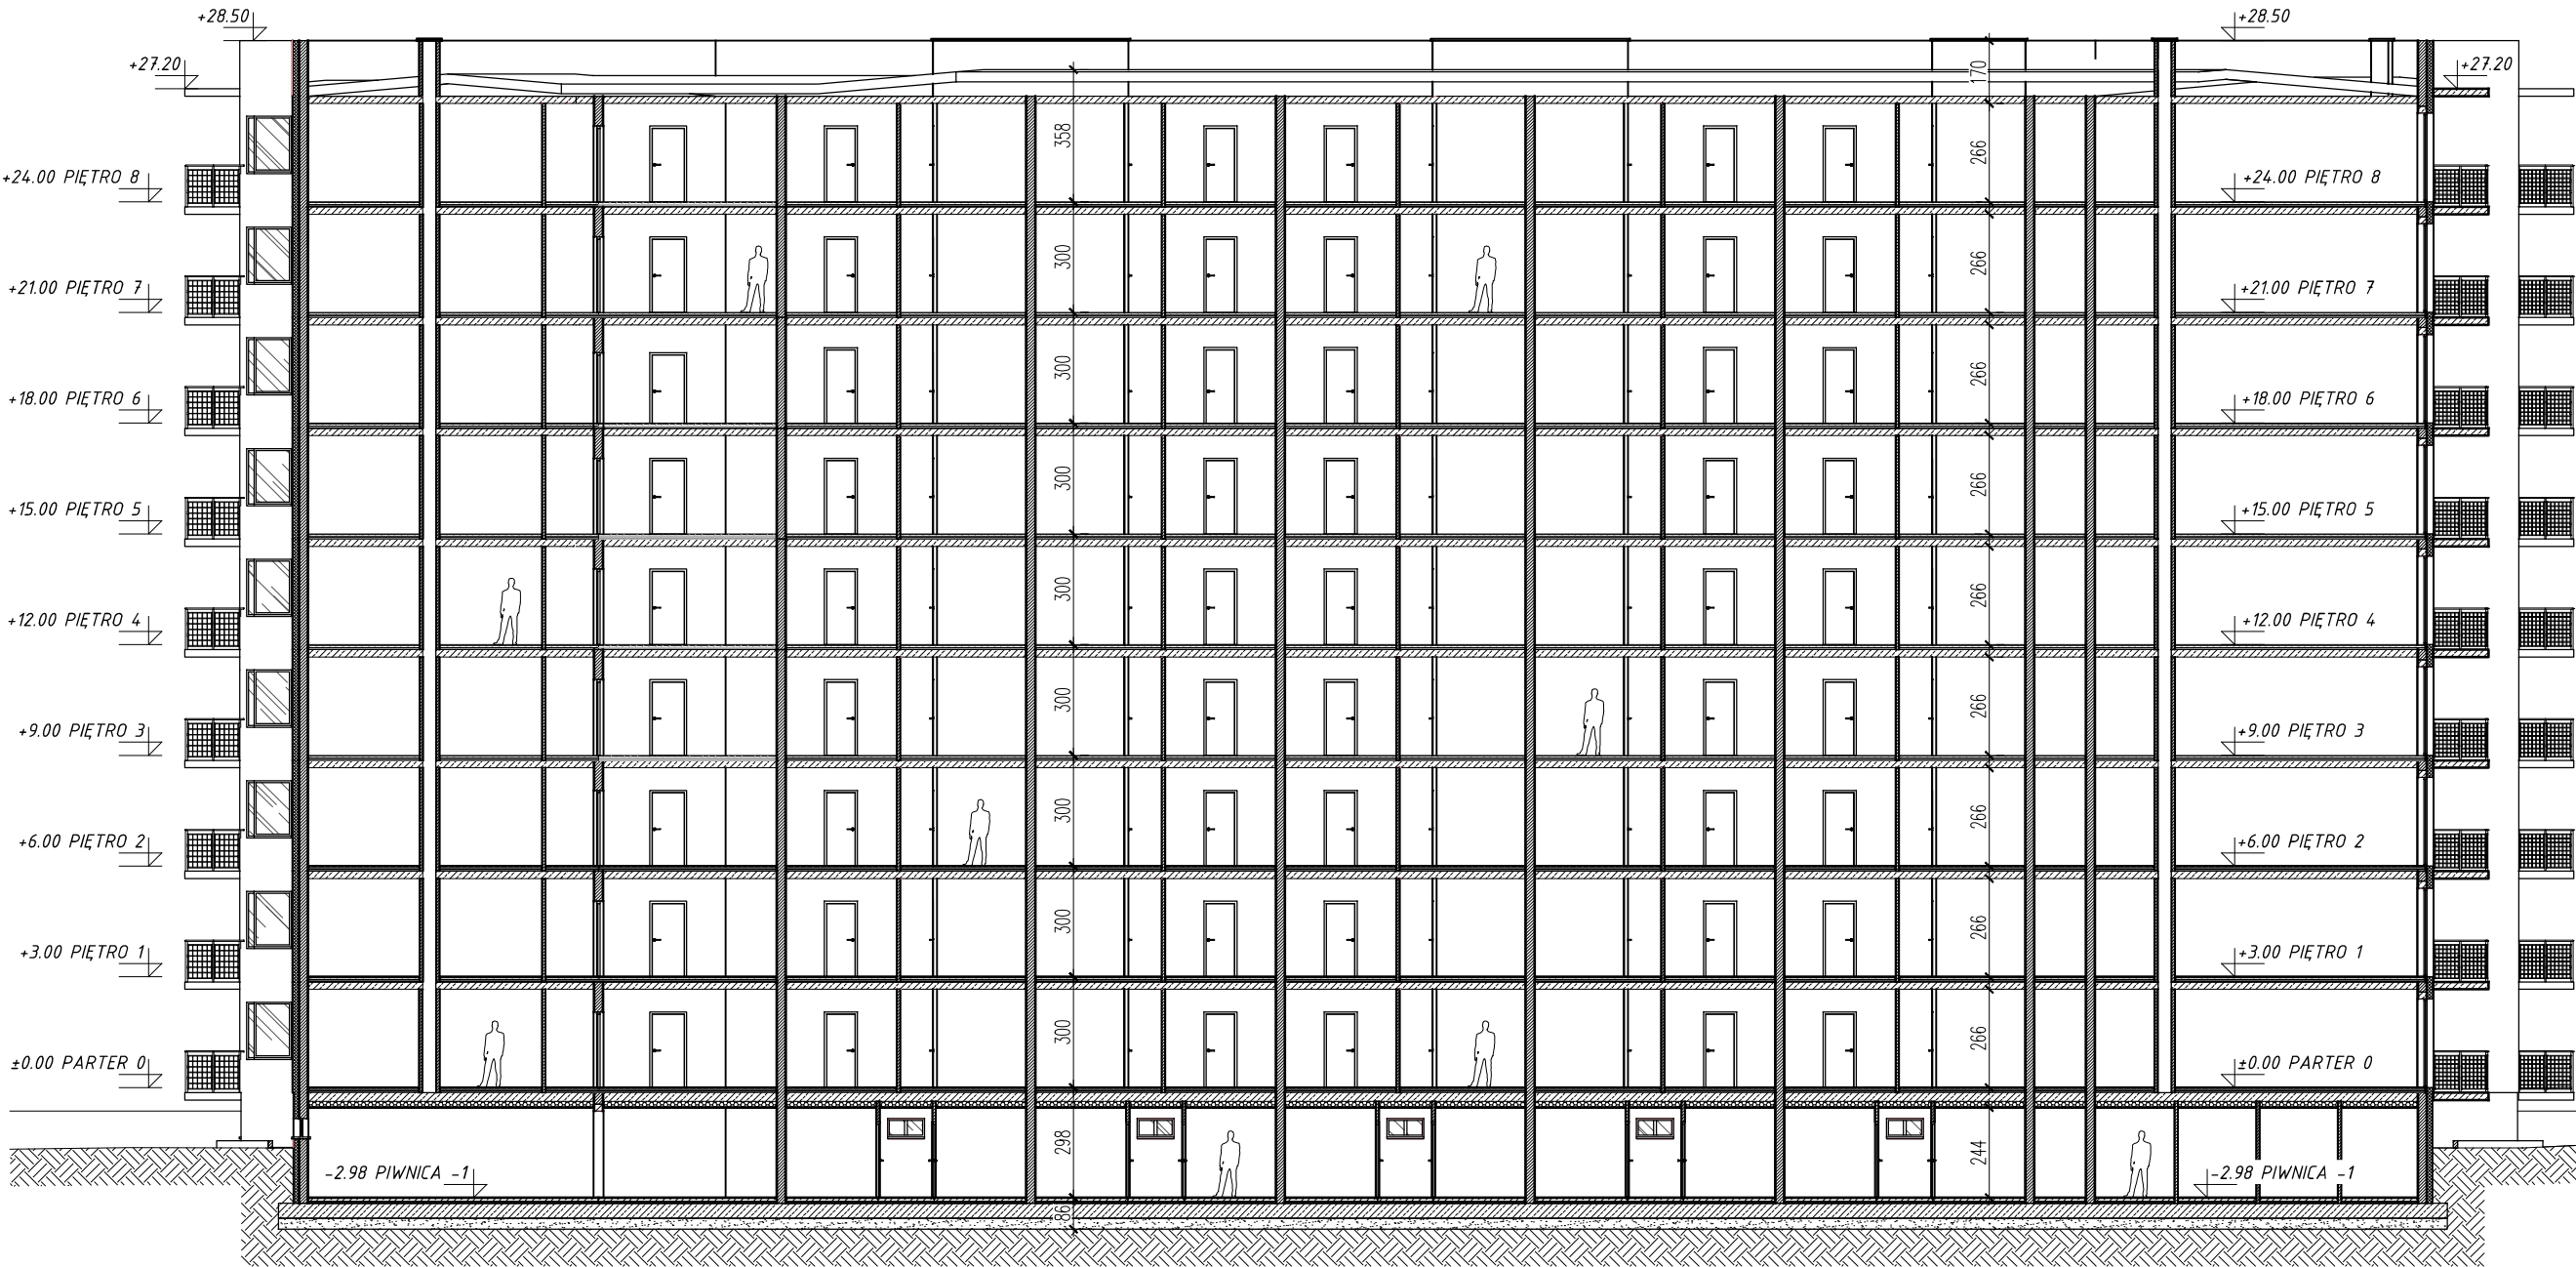 +28.50
+28.50
+27.20
+27.20
170
358
266
+24.00 PIĘTRO 8
+24.00 PIĘTRO 8
300
266
+21.00 PIĘTRO 7
+21.00 PIĘTRO 7
300
266
+18.00 PIĘTRO 6
+18.00 PIĘTRO 6
300
266
+15.00 PIĘTRO 5
+15.00 PIĘTRO 5
300
266
+12.00 PIĘTRO 4
+12.00 PIĘTRO 4
300
266
+9.00 PIĘTRO 3
+9.00 PIĘTRO 3
300
266
+6.00 PIĘTRO 2
+6.00 PIĘTRO 2
300
266
+3.00 PIĘTRO 1
+3.00 PIĘTRO 1
300
266
±0.00 PARTER 0
±0.00 PARTER 0
298
244
-2.98 PIWNICA -1
-2.98 PIWNICA -1
86